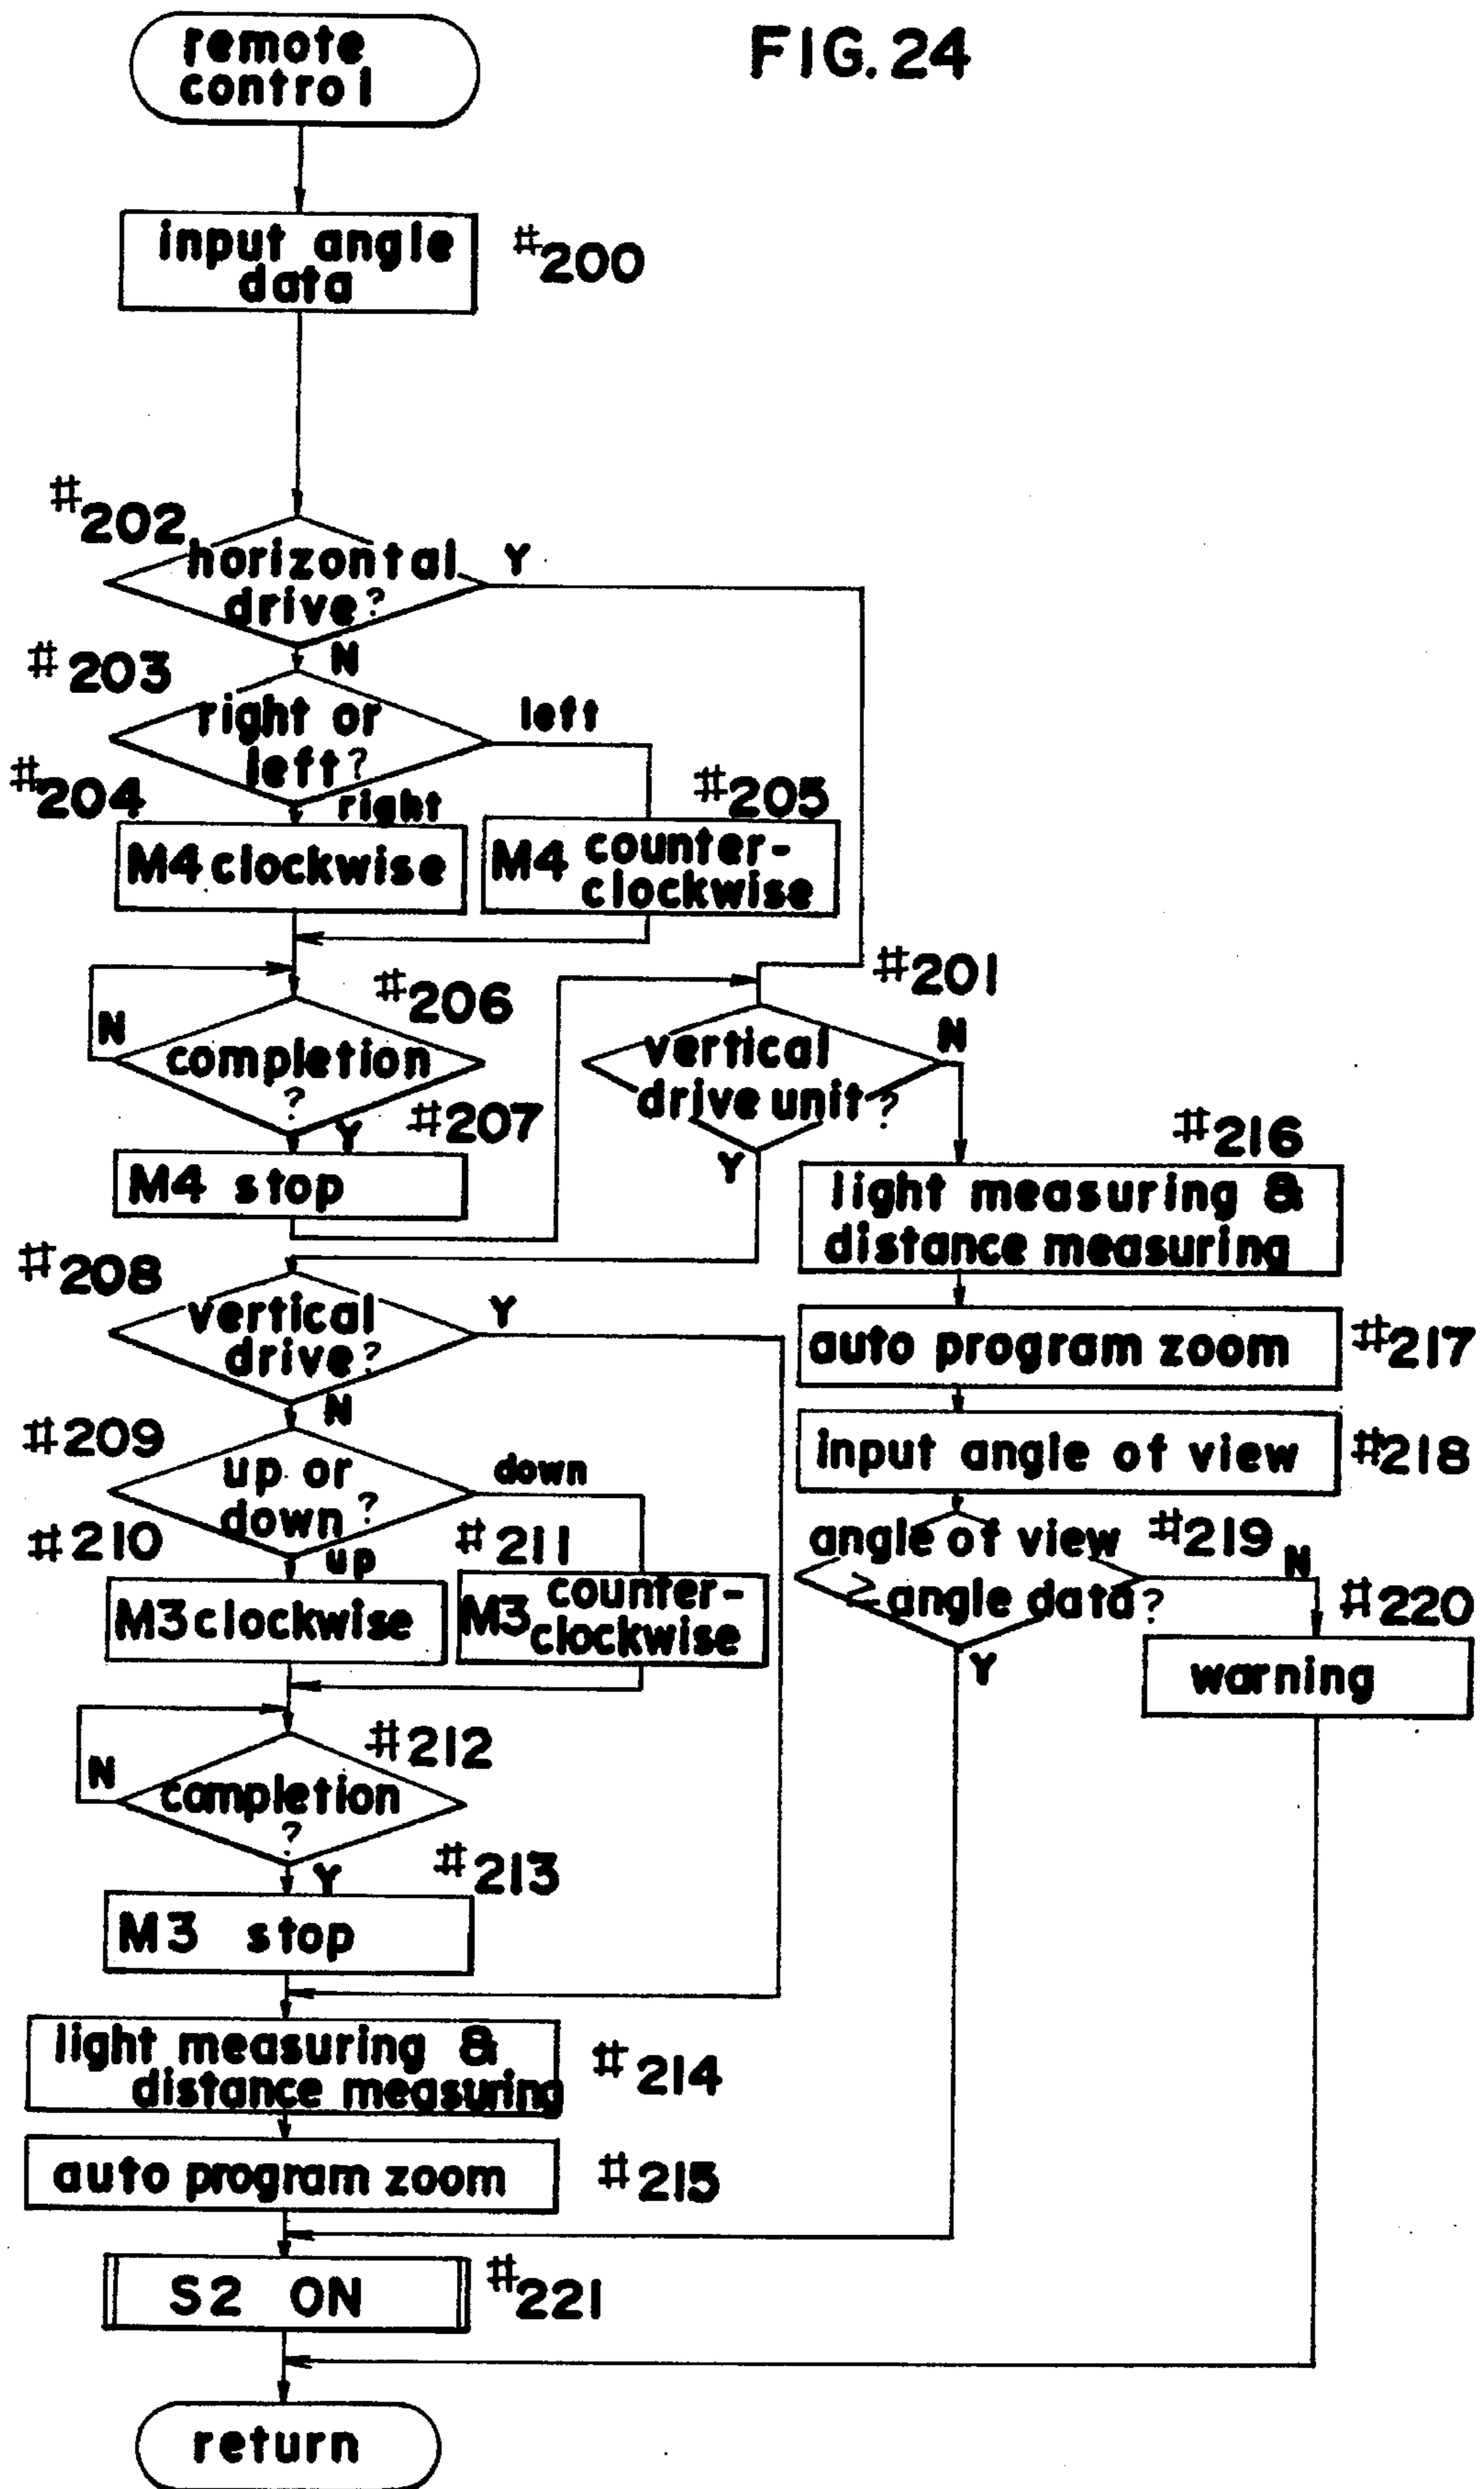 FIG. 24
remote
control
input angle
data
#200
#202
horizontal
drive?
Y
N
#203
right or
left?
left
right
#204
M4 clockwise
#205
M4 counter-
clockwise
#206
completion
?
N
Y
#207
M4 stop
#201
vertical
drive unit?
N
Y
#216
light measuring &
distance measuring
auto program zoom
#217
input angle of view
#218
angle of view
≥ angle data?
#219
N
Y
#220
warning
#208
vertical
drive?
Y
N
#209
up or
down?
down
up
#210
M3 clockwise
#211
M3 counter-
clockwise
#212
completion
?
N
Y
#213
M3 stop
light measuring &
distance measuring
#214
auto program zoom
#215
S2 ON
#221
return